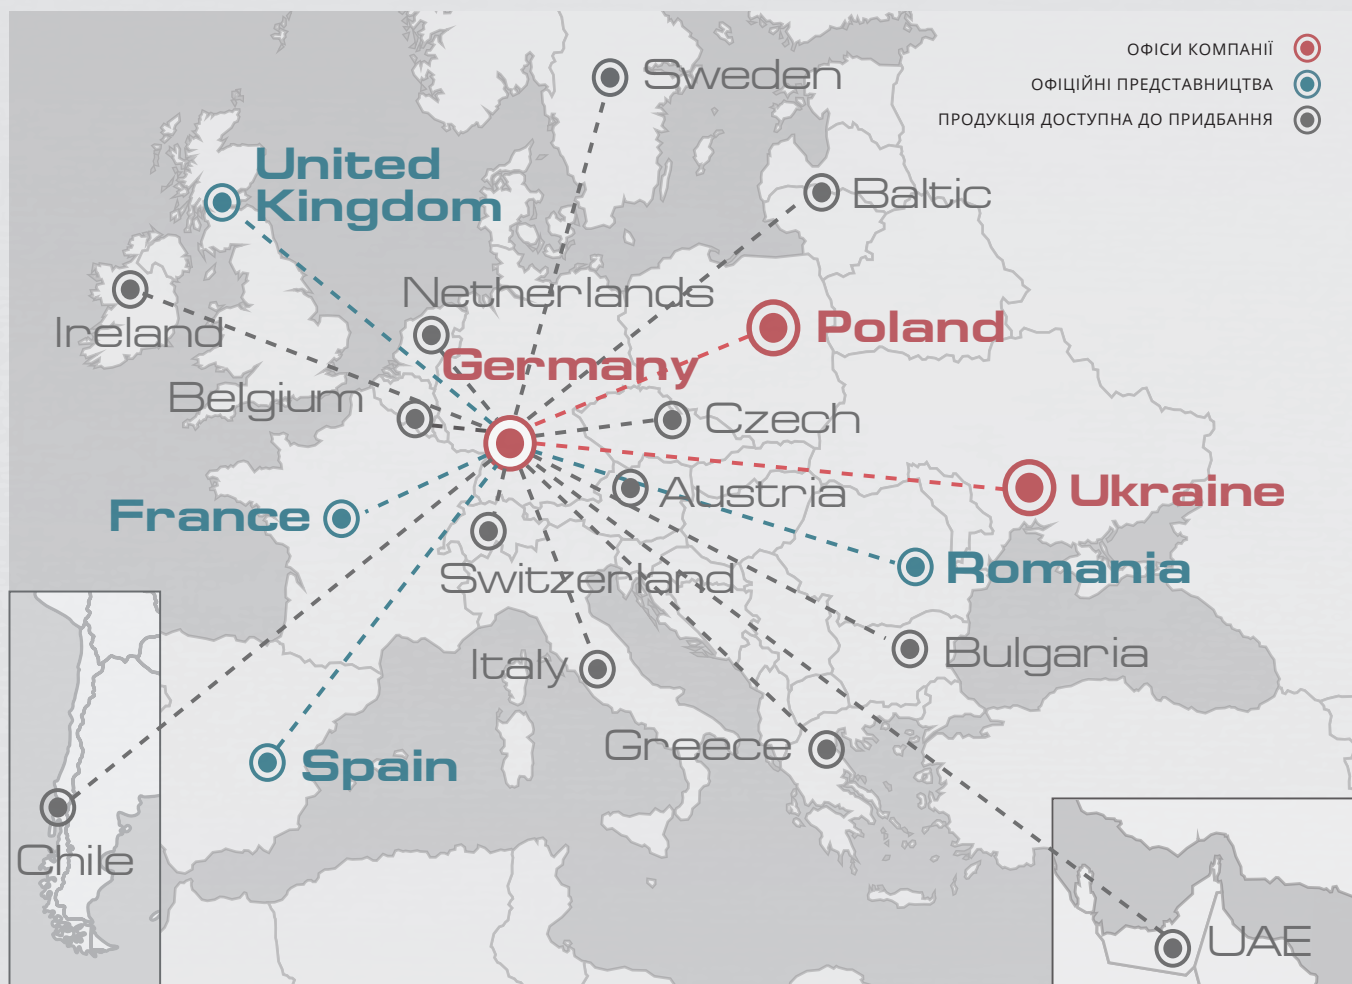 ОФІСИ КОМПАНІЇ
ОФІЦІЙНІ ПРЕДСТАВНИЦТВА
ПРОДУКЦІЯ ДОСТУПНА ДО ПРИДБАННЯ
Sweden
United
Kingdom
Baltic
Netherlands
Ireland
Poland
Germany
Belgium
Czech
Austria
Ukraine
France
Romania
Switzerland
Bulgaria
Italy
Greece
Spain
Chile
UAE